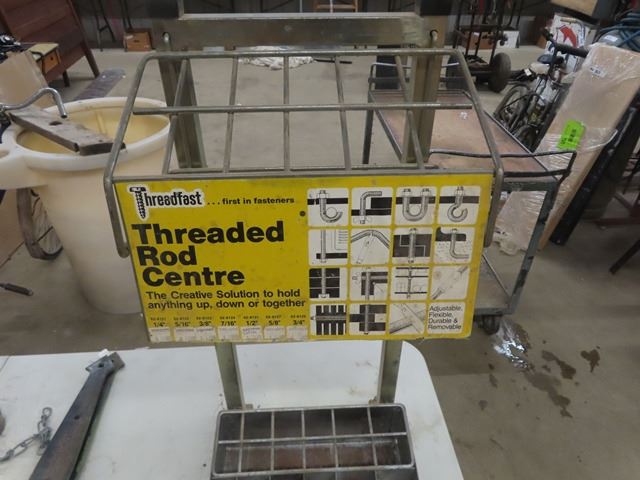 Threadfast ...first in fasteners
Threaded
Rod
Centre
The Creative Solution to hold
anything up, down or together
1/4" 5/16" 3/8" 7/16" 1/2" 5/8" 3/4"
Adjustable,
Flexible,
Durable &
Removable